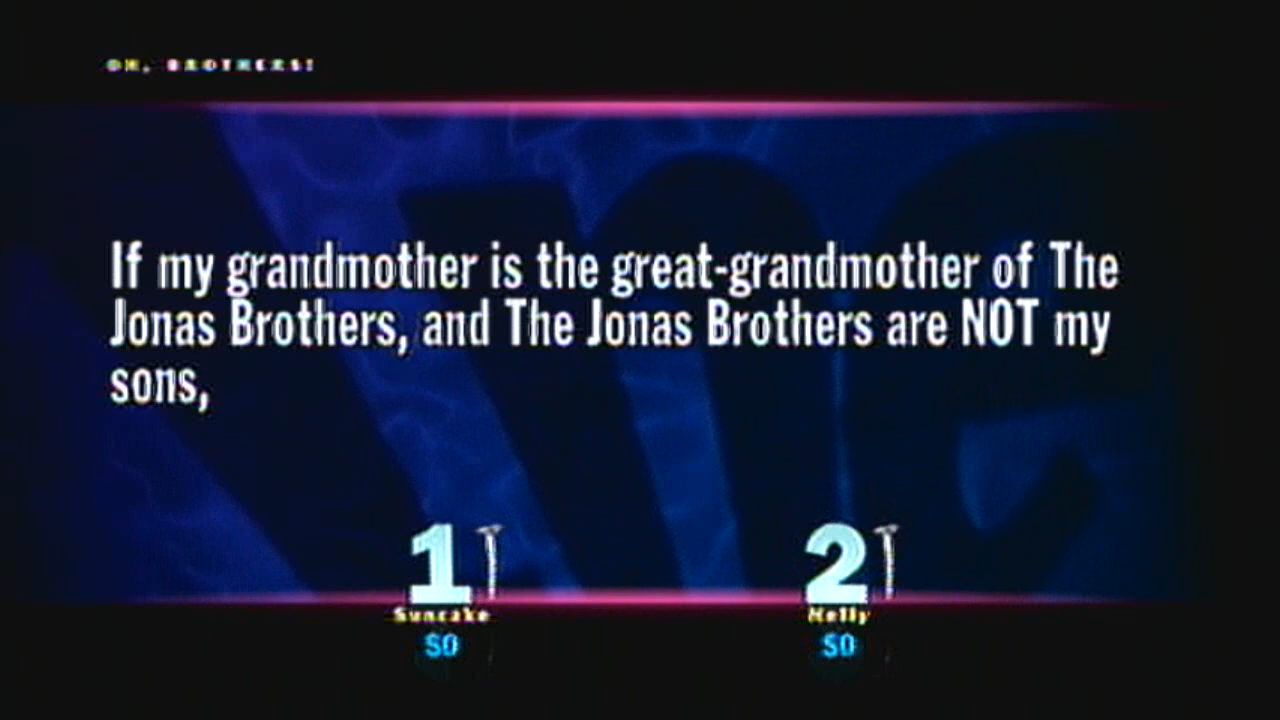 OH, BROTHERS!
If my grandmother is the great-grandmother of The
Jonas Brothers, and The Jonas Brothers are NOT my
sons,
1 2
Suncake Nelly
$0 $0